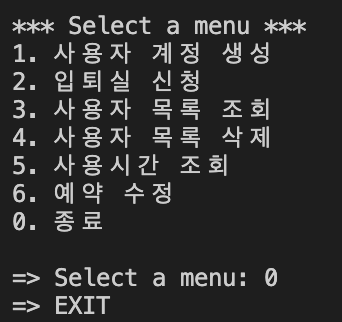 *** Select a menu ***
1. 사용자 계정 생성
2. 입퇴실 신청
3. 사용자 목록 조회
4. 사용자 목록 삭제
5. 사용시간 조회
6. 예약 수정
0. 종료
=> Select a menu: 0
=> EXIT